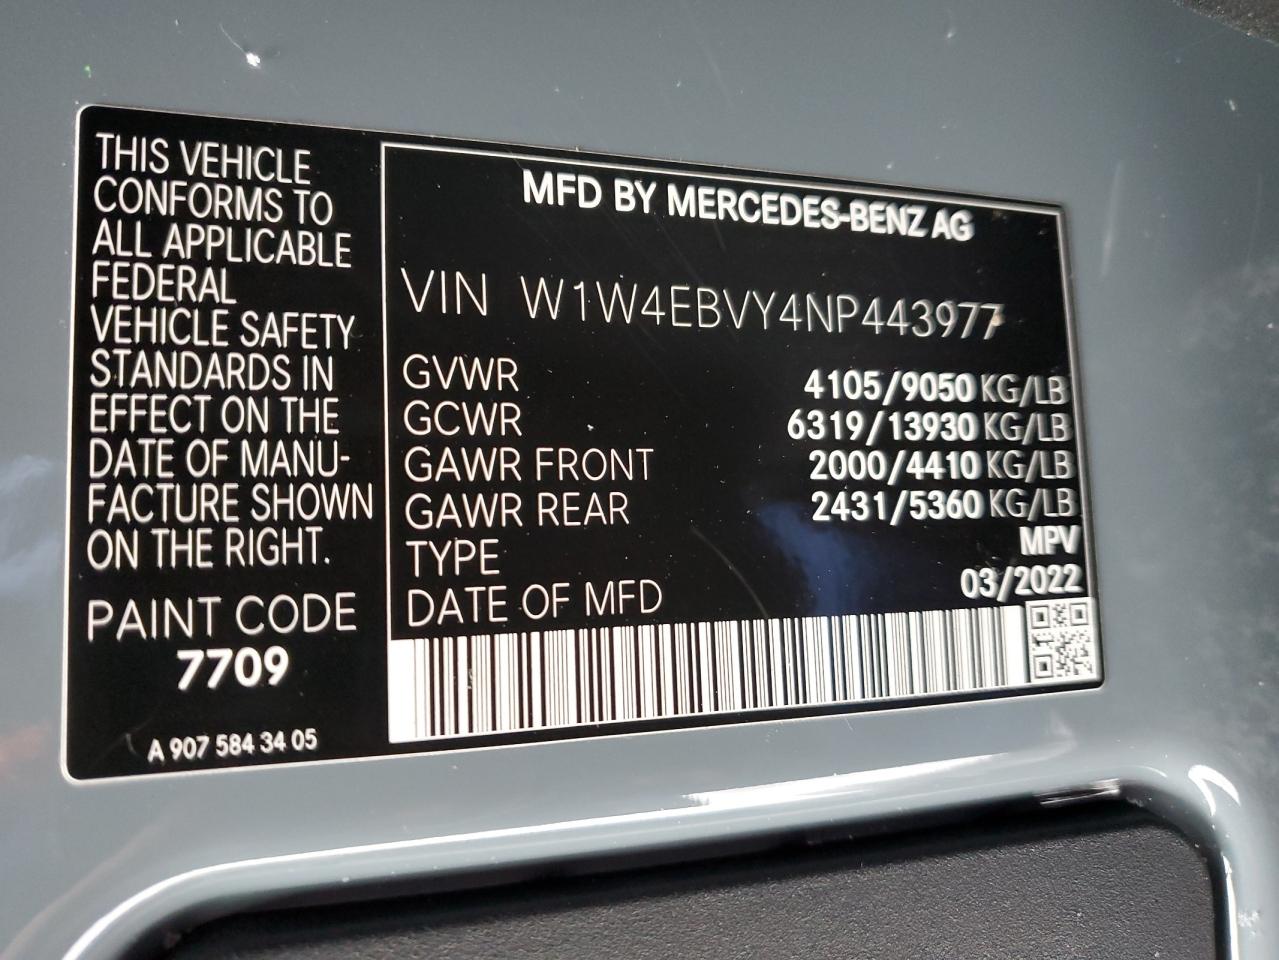 THIS VEHICLE
CONFORMS TO
ALL APPLICABLE
FEDERAL
VEHICLE SAFETY
STANDARDS IN
EFFECT ON THE
DATE OF MANU-
FACTURE SHOWN
ON THE RIGHT.
PAINT CODE
7709
A 907 584 34 05
MFD BY MERCEDES-BENZ AG
VIN W1W4EBVY4NP443977
GVWR 4105/9050 KG/LB
GCWR 6319/13930 KG/LB
GAWR FRONT 2000/4410 KG/LB
GAWR REAR 2431/5360 KG/LB
TYPE MPV
DATE OF MFD 03/2022